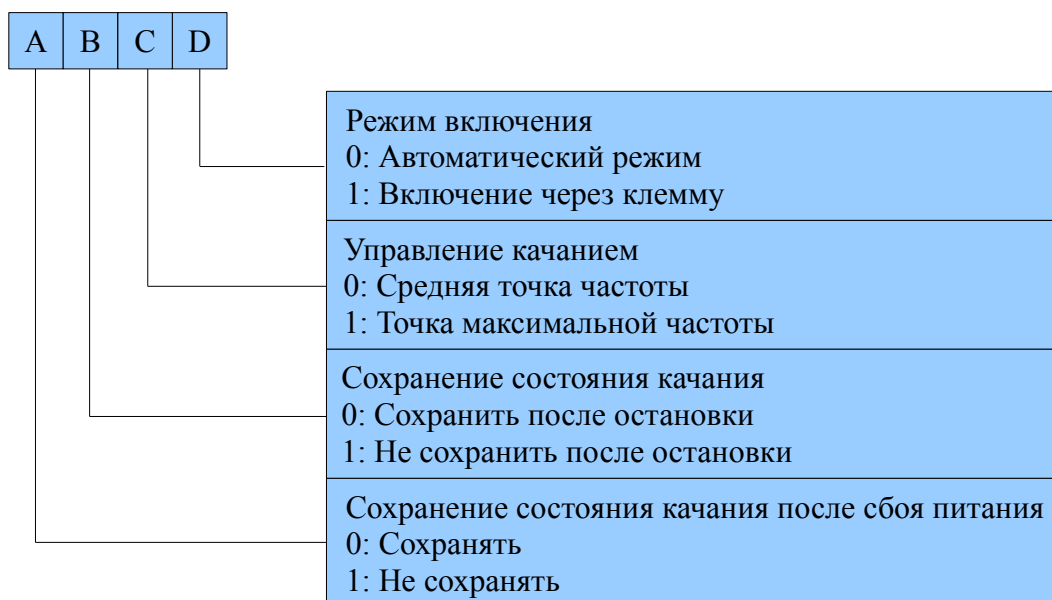 A B C D
Режим включения
0: Автоматический режим
1: Включение через клемму
Управление качанием
0: Средняя точка частоты
1: Точка максимальной частоты
Сохранение состояния качания
0: Сохранить после остановки
1: Не сохранить после остановки
Сохранение состояния качания после сбоя питания
0: Сохранять
1: Не сохранять